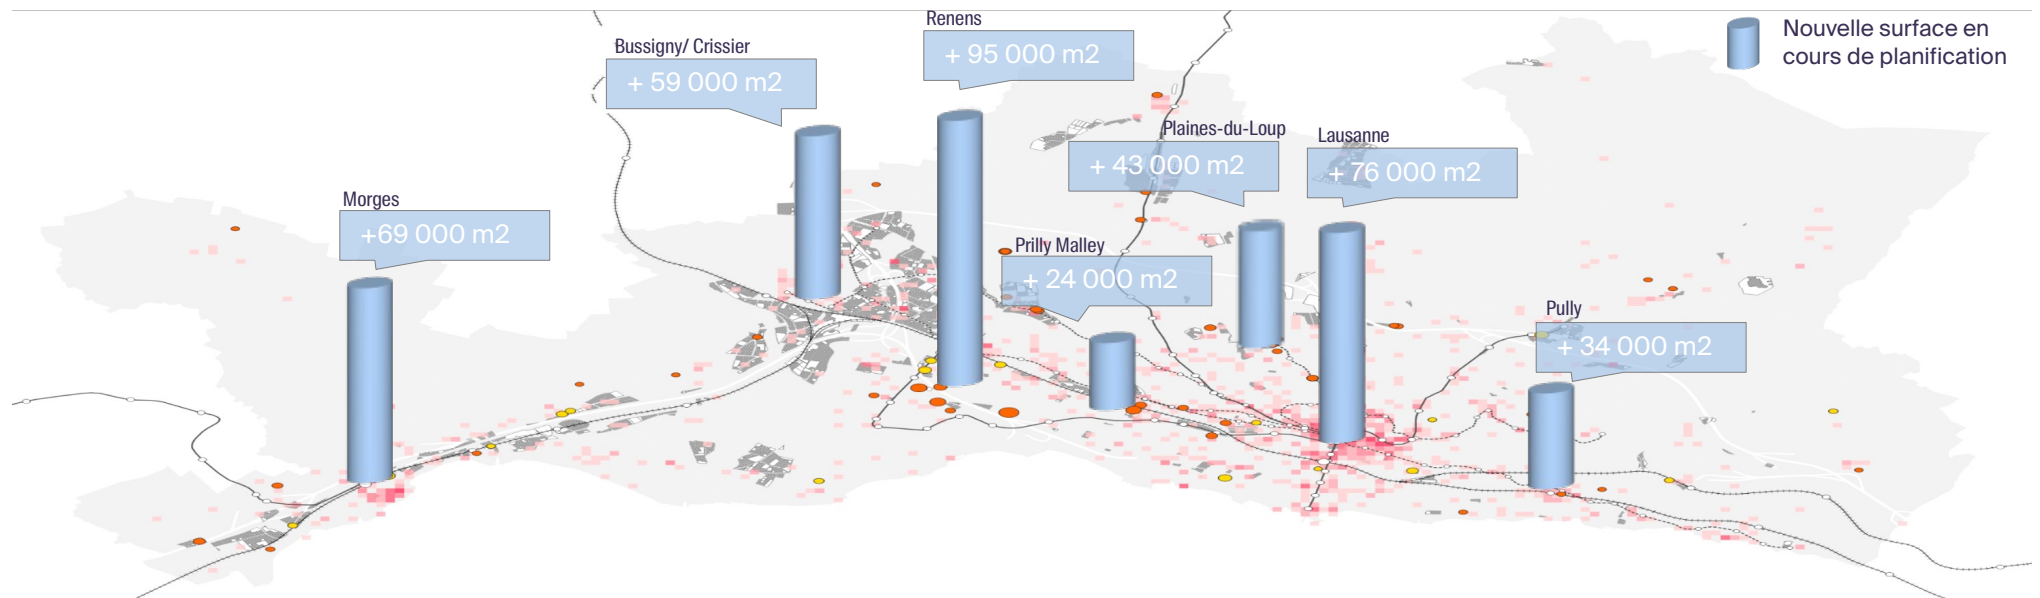 Renens
+ 95 000 m2
Nouvelle surface en
cours de planification
Bussigny/ Crissier
+ 59 000 m2
Plaines-du-Loup
+ 43 000 m2
Lausanne
+ 76 000 m2
Morges
+69 000 m2
Prilly Malley
+ 24 000 m2
Pully
+ 34 000 m2